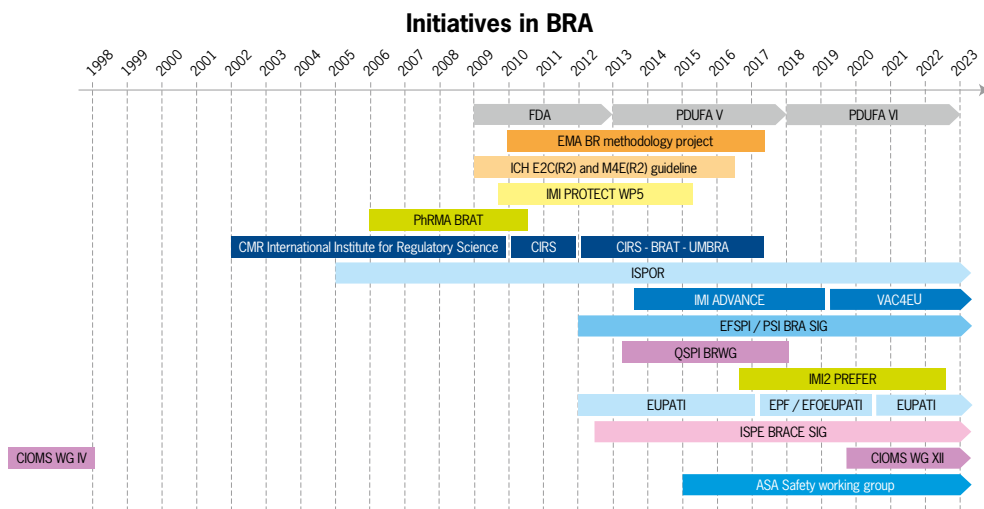 Initiatives in BRA
1998 1999 2000 2001 2002 2003 2004 2005 2006 2007 2008 2009 2010 2011 2012 2013 2014 2015 2016 2017 2018 2019 2020 2021 2022 2023
FDA PDUFA V PDUFA VI
EMA BR methodology project
ICH E2C(R2) and M4E(R2) guideline
IMI PROTECT WP5
PhRMA BRAT
CMR International Institute for Regulatory Science CIRS CIRS - BRAT - UMBRA
ISPOR
IMI ADVANCE VAC4EU
EFSPI / PSI BRA SIG
QSPI BRWG
IMI2 PREFER
EUPATI EPF / EFOEUPATI EUPATI
ISPE BRACE SIG
CIOMS WG IV CIOMS WG XII
ASA Safety working group